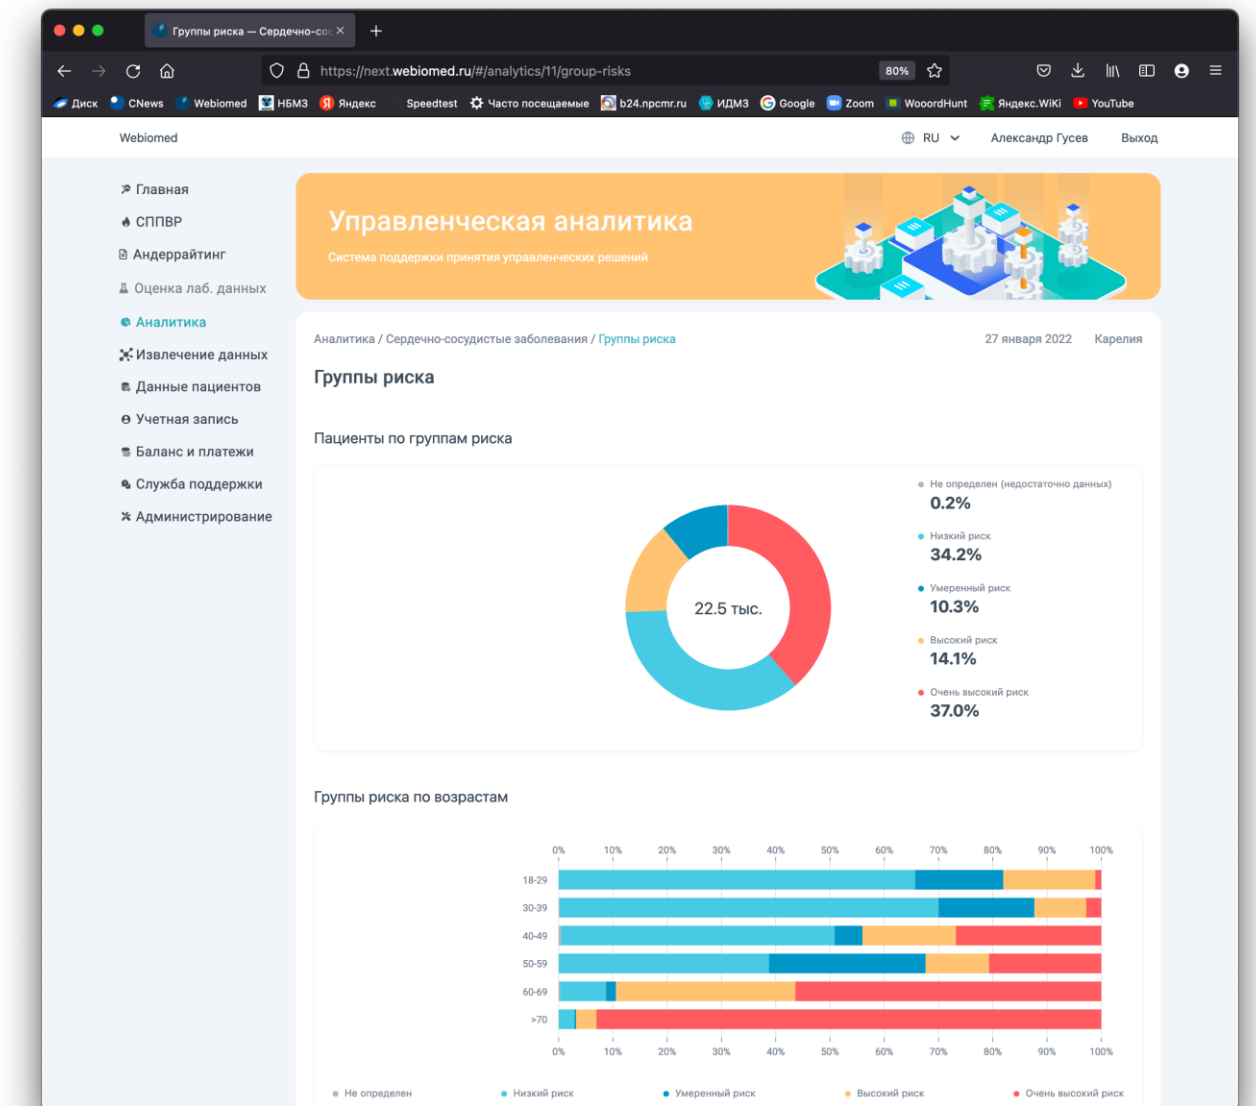 Группы риска — Сердечно-сос
https://next.webiomed.ru/#/analytics/11/group-risks
80%
Диск CNews Webiomed НБМЗ Яндекс Speedtest Часто посещаемые b24.npcmr.ru ИДМЗ Google Zoom WooordHunt Яндекс.WiKi YouTube
Webiomed
RU Александр Гусев Выход
Главная
СППВР
Андеррайтинг
Оценка лаб. данных
Аналитика
Извлечение данных
Данные пациентов
Учетная запись
Баланс и платежи
Служба поддержки
Администрирование
Управленческая аналитика
Система поддержки принятия управленческих решений
Аналитика / Сердечно-сосудистые заболевания / Группы риска
27 января 2022 Карелия
Группы риска
Пациенты по группам риска
22.5 тыс.
Не определен (недостаточно данных)
0.2%
Низкий риск
34.2%
Умеренный риск
10.3%
Высокий риск
14.1%
Очень высокий риск
37.0%
Группы риска по возрастам
0% 10% 20% 30% 40% 50% 60% 70% 80% 90% 100%
18-29
30-39
40-49
50-59
60-69
>70
0% 10% 20% 30% 40% 50% 60% 70% 80% 90% 100%
Не определен Низкий риск Умеренный риск Высокий риск Очень высокий риск